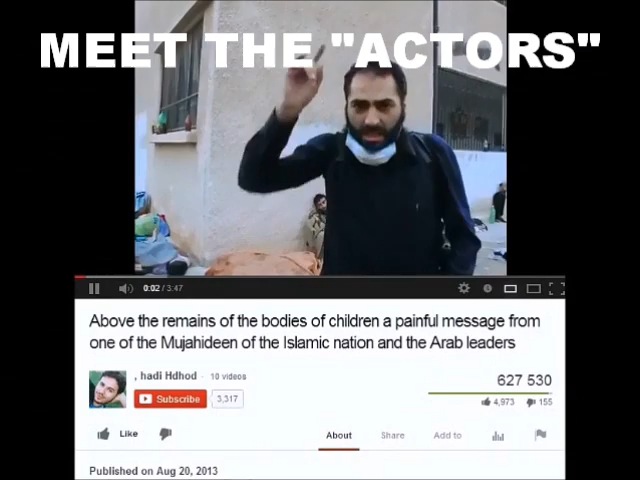 MEET THE "ACTORS"
0:02 / 3:47
Above the remains of the bodies of children a painful message from
one of the Mujahideen of the Islamic nation and the Arab leaders
, hadi Hdhod · 10 videos
Subscribe 3,317
627 530
4,973 155
Like About Share Add to
Published on Aug 20, 2013